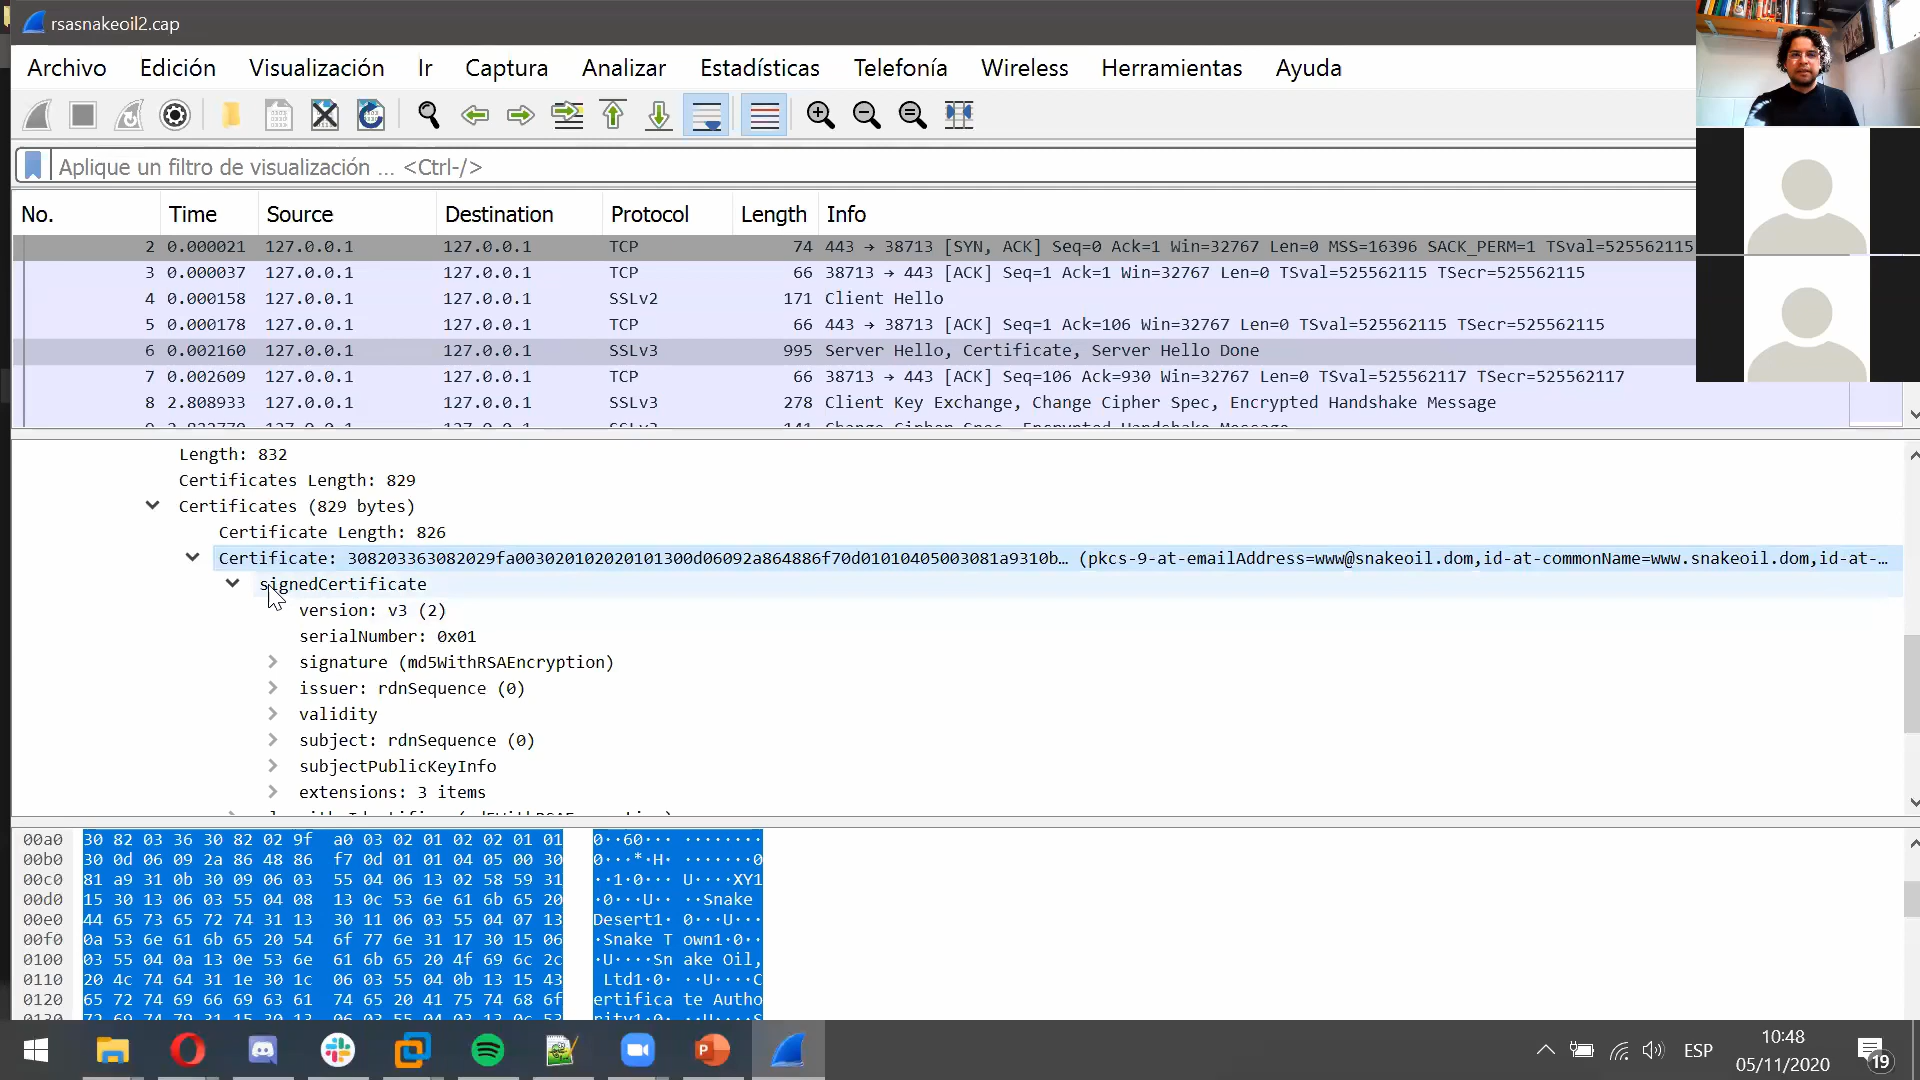 rsasnakeoil2.cap
Archivo Edición Visualización Ir Captura Analizar Estadísticas Telefonía Wireless Herramientas Ayuda
Aplique un filtro de visualización ... <Ctrl-/>
No. Time Source Destination Protocol Length Info
2 0.000021 127.0.0.1 127.0.0.1 TCP 74 443 → 38713 [SYN, ACK] Seq=0 Ack=1 Win=32767 Len=0 MSS=16396 SACK_PERM=1 TSval=525562115
3 0.000037 127.0.0.1 127.0.0.1 TCP 66 38713 → 443 [ACK] Seq=1 Ack=1 Win=32767 Len=0 TSval=525562115 TSecr=525562115
4 0.000158 127.0.0.1 127.0.0.1 SSLv2 171 Client Hello
5 0.000178 127.0.0.1 127.0.0.1 TCP 66 443 → 38713 [ACK] Seq=1 Ack=106 Win=32767 Len=0 TSval=525562115 TSecr=525562115
6 0.002160 127.0.0.1 127.0.0.1 SSLv3 995 Server Hello, Certificate, Server Hello Done
7 0.002609 127.0.0.1 127.0.0.1 TCP 66 38713 → 443 [ACK] Seq=106 Ack=930 Win=32767 Len=0 TSval=525562117 TSecr=525562117
8 2.808933 127.0.0.1 127.0.0.1 SSLv3 278 Client Key Exchange, Change Cipher Spec, Encrypted Handshake Message
Length: 832
Certificates Length: 829
Certificates (829 bytes)
Certificate Length: 826
Certificate: 308203363082029fa003020102020101300d06092a864886f70d01010405003081a9310b… (pkcs-9-at-emailAddress=www@snakeoil.dom,id-at-commonName=www.snakeoil.dom,id-at-…
signedCertificate
version: v3 (2)
serialNumber: 0x01
signature (md5WithRSAEncryption)
issuer: rdnSequence (0)
validity
subject: rdnSequence (0)
subjectPublicKeyInfo
extensions: 3 items
00a0 30 82 03 36 30 82 02 9f a0 03 02 01 02 02 01 01 0··60··· ········
00b0 30 0d 06 09 2a 86 48 86 f7 0d 01 01 04 05 00 30 0···*·H· ·······0
00c0 81 a9 31 0b 30 09 06 03 55 04 06 13 02 58 59 31 ··1·0··· U····XY1
00d0 15 30 13 06 03 55 04 08 13 0c 53 6e 61 6b 65 20 ·0···U·· ··Snake
00e0 44 65 73 65 72 74 31 13 30 11 06 03 55 04 07 13 Desert1· 0···U···
00f0 0a 53 6e 61 6b 65 20 54 6f 77 6e 31 17 30 15 06 ·Snake T own1·0··
0100 03 55 04 0a 13 0e 53 6e 61 6b 65 20 4f 69 6c 2c ·U····Sn ake Oil,
0110 20 4c 74 64 31 1e 30 1c 06 03 55 04 0b 13 15 43 Ltd1·0· ··U····C
0120 65 72 74 69 66 69 63 61 74 65 20 41 75 74 68 6f ertifica te Autho
ESP
10:48
05/11/2020
19